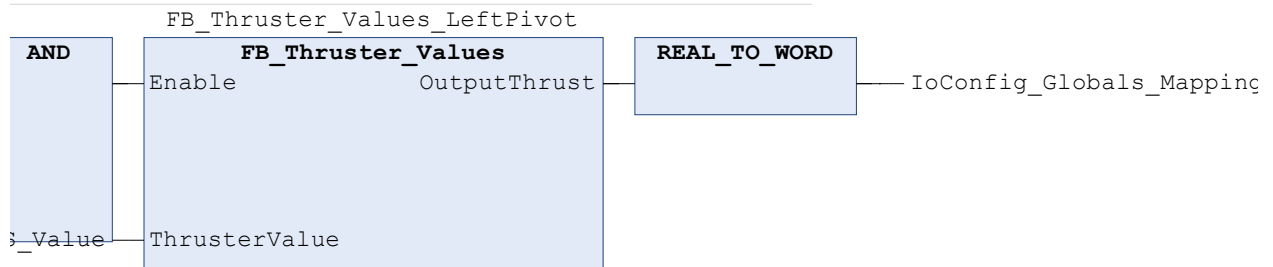 FB_Thruster_Values_LeftPivot
AND FB_Thruster_Values REAL_TO_WORD
Enable OutputThrust IoConfig_Globals_Mapping
_Value ThrusterValue